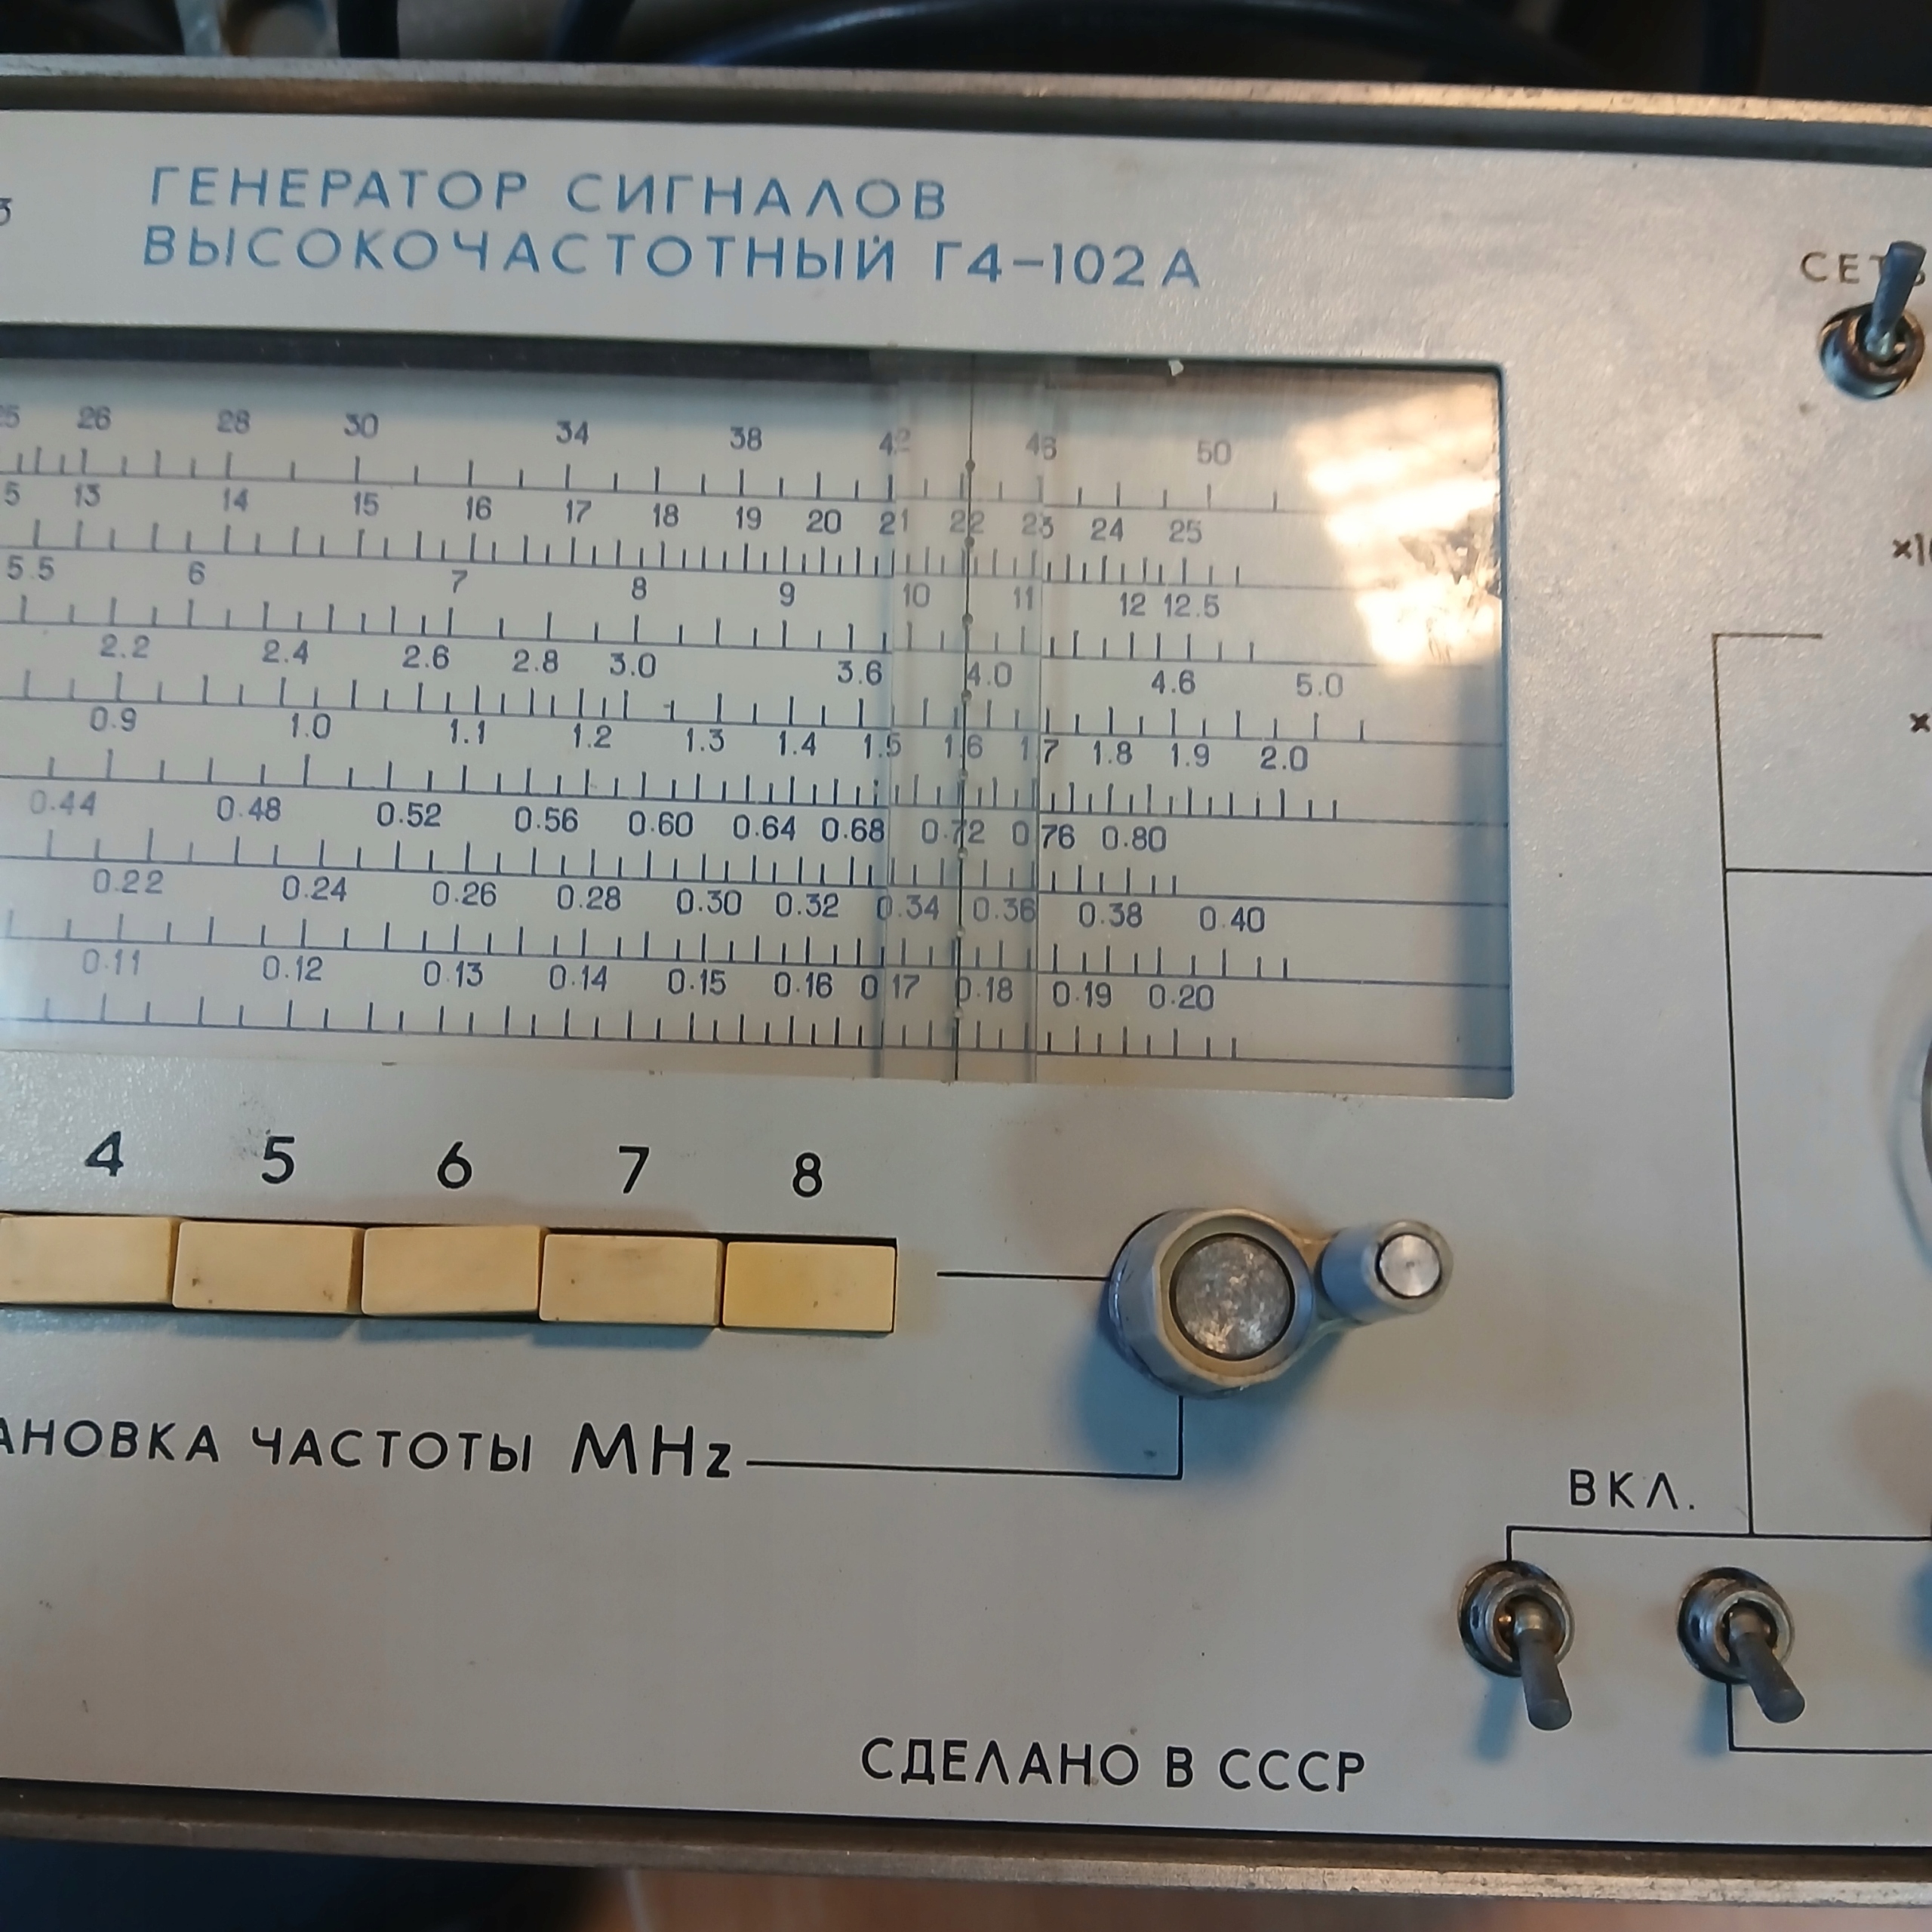 ГЕНЕРАТОР СИГНАЛОВ
ВЫСОКОЧАСТОТНЫЙ Г4-102А
СЕТЬ
26 28 30 34 38 42 46 50
13 14 15 16 17 18 19 20 21 22 23 24 25
5.5 6 7 8 9 10 11 12 12.5
2.2 2.4 2.6 2.8 3.0 3.6 4.0 4.6 5.0
0.9 1.0 1.1 1.2 1.3 1.4 1.5 1.6 1.7 1.8 1.9 2.0
0.44 0.48 0.52 0.56 0.60 0.64 0.68 0.72 0.76 0.80
0.22 0.24 0.26 0.28 0.30 0.32 0.34 0.36 0.38 0.40
0.11 0.12 0.13 0.14 0.15 0.16 0.17 0.18 0.19 0.20
4 5 6 7 8
АНОВКА ЧАСТОТЫ MHz
ВКЛ.
СДЕЛАНО В СССР